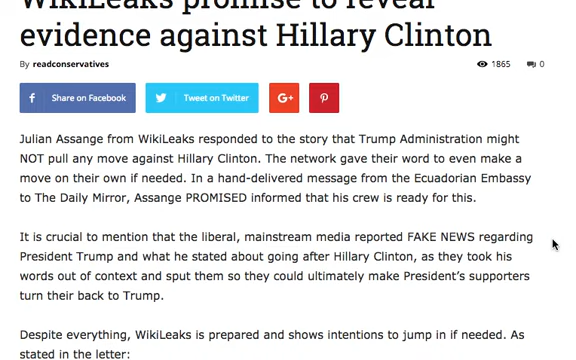 WikiLeaks promise to reveal
evidence against Hillary Clinton
By readconservatives
1865
0
Share on Facebook
Tweet on Twitter
G+
Julian Assange from WikiLeaks responded to the story that Trump Administration might
NOT pull any move against Hillary Clinton. The network gave their word to even make a
move on their own if needed. In a hand-delivered message from the Ecuadorian Embassy
to The Daily Mirror, Assange PROMISED informed that his crew is ready for this.
It is crucial to mention that the liberal, mainstream media reported FAKE NEWS regarding
President Trump and what he stated about going after Hillary Clinton, as they took his
words out of context and sput them so they could ultimately make President’s supporters
turn their back to Trump.
Despite everything, WikiLeaks is prepared and shows intentions to jump in if needed. As
stated in the letter: